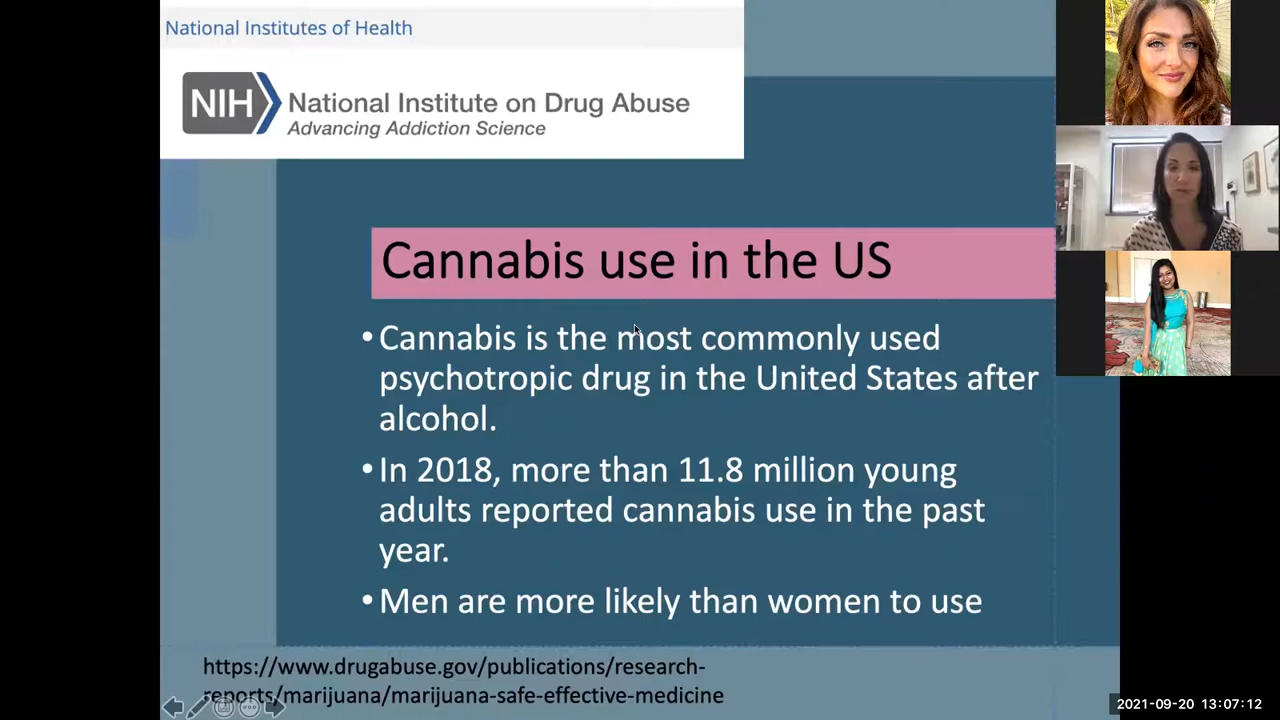 National Institutes of Health
NIH
National Institute on Drug Abuse
Advancing Addiction Science
Cannabis use in the US
•Cannabis is the most commonly used
psychotropic drug in the United States after
alcohol.
•In 2018, more than 11.8 million young
adults reported cannabis use in the past
year.
•Men are more likely than women to use
https://www.drugabuse.gov/publications/research-
reports/marijuana/marijuana-safe-effective-medicine
2021-09-20 13:07:12